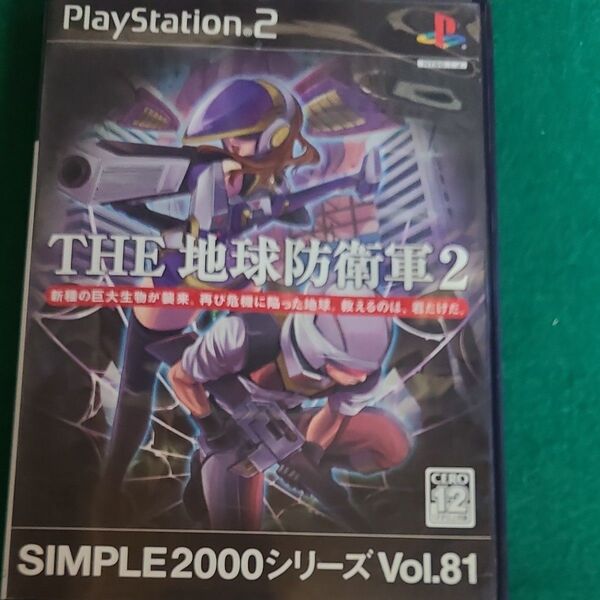 PlayStation®2
NTSC J
THE 地球防衛軍2
新種の巨大生物が襲来。再び危機に陥った地球。救えるのは、君だけだ。
CERO
12
SIMPLE2000シリーズ Vol.81